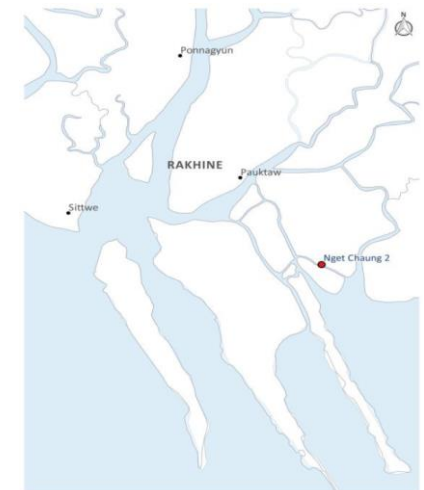 N
Ponnagyun
RAKHINE
Pauktaw
Sittwe
Nget Chaung 2